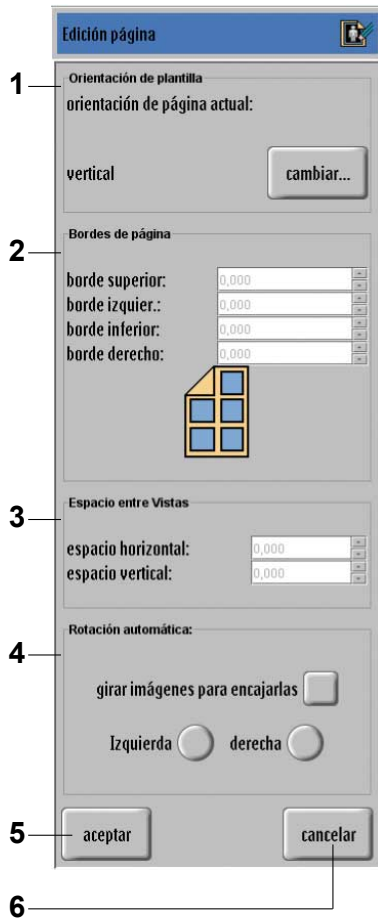 Edición página
1
Orientación de plantilla
orientación de página actual:
vertical
cambiar...
2
Bordes de página
borde superior: 0,000
borde izquier.: 0,000
borde inferior: 0,000
borde derecho: 0,000
3
Espacio entre Vistas
espacio horizontal: 0,000
espacio vertical: 0,000
4
Rotación automática:
girar imágenes para encajarlas
Izquierda derecha
5
aceptar
cancelar
6